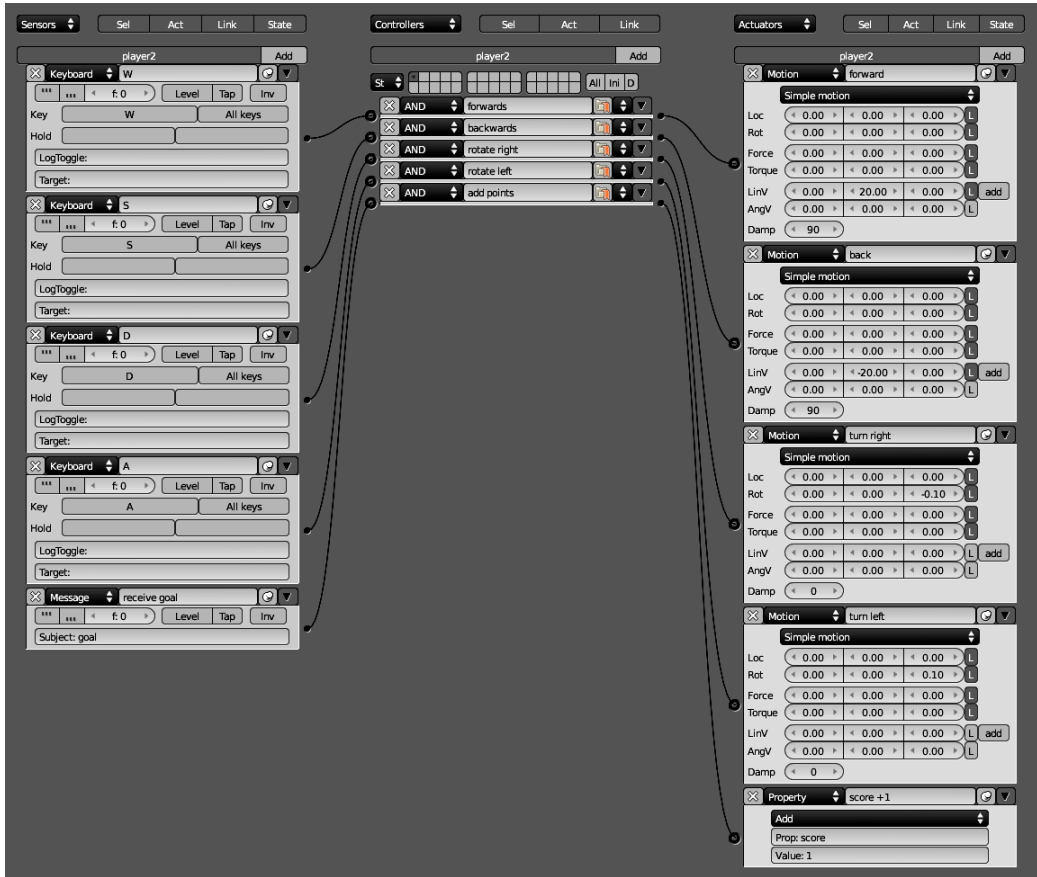 Sensors Sel Act Link State
player2 Add
Keyboard W
f: 0 Level Tap Inv
Key W All keys
Hold
LogToggle:
Target:
Keyboard S
f: 0 Level Tap Inv
Key S All keys
Hold
LogToggle:
Target:
Keyboard D
f: 0 Level Tap Inv
Key D All keys
Hold
LogToggle:
Target:
Keyboard A
f: 0 Level Tap Inv
Key A All keys
Hold
LogToggle:
Target:
Message receive goal
f: 0 Level Tap Inv
Subject: goal
Controllers Sel Act Link
player2 Add
St All Ini D
AND forwards
AND backwards
AND rotate right
AND rotate left
AND add points
Actuators Sel Act Link State
player2 Add
Motion forward
Simple motion
Loc 0.00 0.00 0.00 L
Rot 0.00 0.00 0.00 L
Force 0.00 0.00 0.00 L
Torque 0.00 0.00 0.00 L
LinV 0.00 20.00 0.00 L add
AngV 0.00 0.00 0.00 L
Damp 90
Motion back
Simple motion
Loc 0.00 0.00 0.00 L
Rot 0.00 0.00 0.00 L
Force 0.00 0.00 0.00 L
Torque 0.00 0.00 0.00 L
LinV 0.00 -20.00 0.00 L add
AngV 0.00 0.00 0.00 L
Damp 90
Motion turn right
Simple motion
Loc 0.00 0.00 0.00 L
Rot 0.00 0.00 -0.10 L
Force 0.00 0.00 0.00 L
Torque 0.00 0.00 0.00 L
LinV 0.00 0.00 0.00 L add
AngV 0.00 0.00 0.00 L
Damp 0
Motion turn left
Simple motion
Loc 0.00 0.00 0.00 L
Rot 0.00 0.00 0.10 L
Force 0.00 0.00 0.00 L
Torque 0.00 0.00 0.00 L
LinV 0.00 0.00 0.00 L add
AngV 0.00 0.00 0.00 L
Damp 0
Property score +1
Add
Prop: score
Value: 1